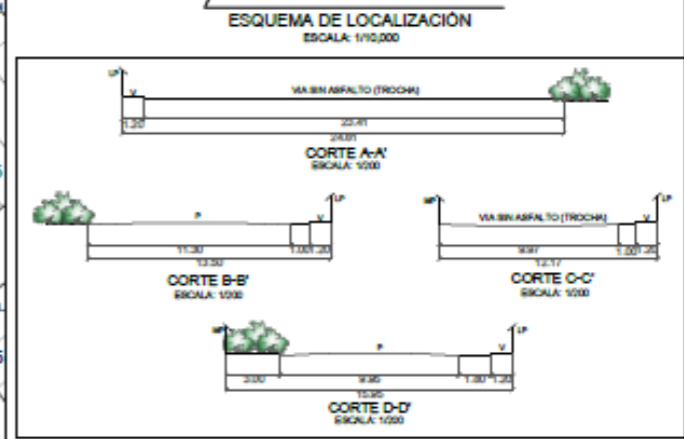 ESQUEMA DE LOCALIZACIÓN
ESCALA: 1/10,000
LP
V
VIA SIN ASFALTO (TROCHA)
1.20
23.41
24.61
CORTE A-A'
ESCALA: 1/200
P
V
LP
11.30
1.00
1.20
13.50
CORTE B-B'
ESCALA: 1/200
MP
VIA SIN ASFALTO (TROCHA)
V
LP
9.97
1.00
1.20
12.17
CORTE C-C'
ESCALA: 1/200
MP
P
V
LP
3.00
9.95
1.00
1.20
CORTE D-D'
ESCALA: 1/200